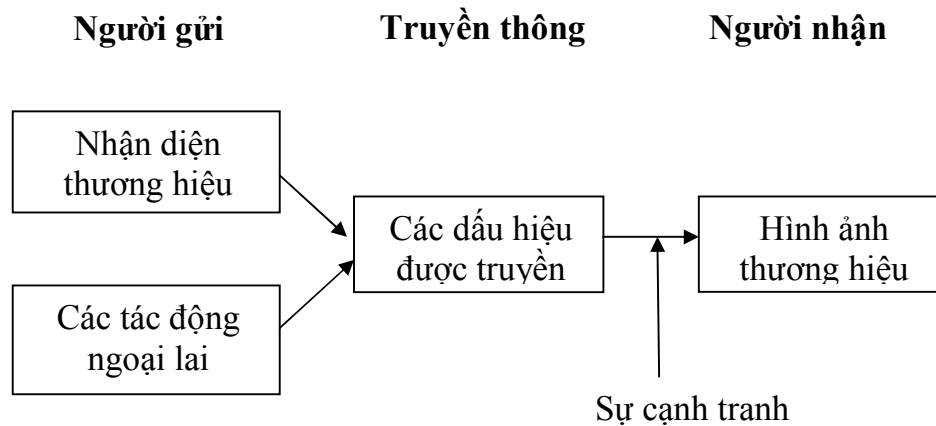 Người gửi
Truyền thông
Người nhận
Nhận diện
thương hiệu
Các dấu hiệu
được truyền
Hình ảnh
thương hiệu
Các tác động
ngoại lai
Sự cạnh tranh